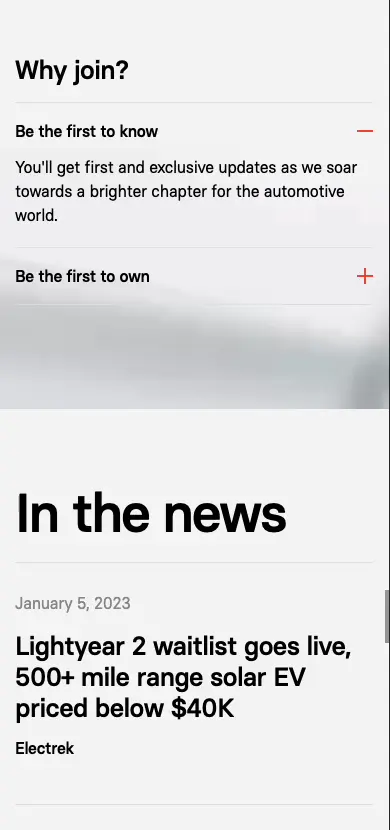 Why join?
Be the first to know
You'll get first and exclusive updates as we soar
towards a brighter chapter for the automotive
world.
Be the first to own
In the news
January 5, 2023
Lightyear 2 waitlist goes live,
500+ mile range solar EV
priced below $40K
Electrek